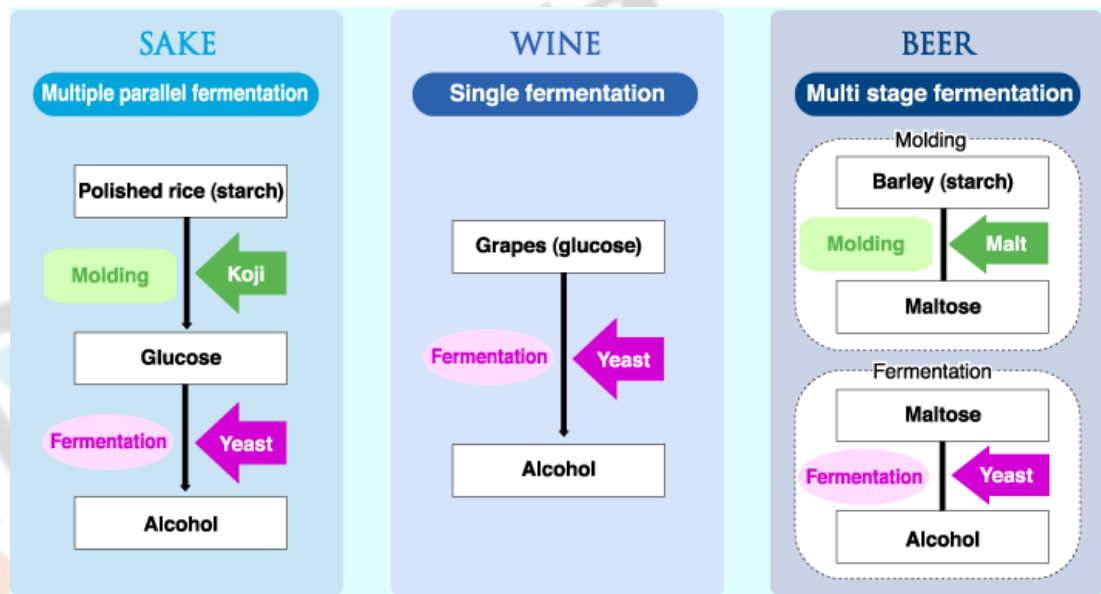 SAKE
Multiple parallel fermentation
Polished rice (starch)
Molding
Koji
Glucose
Fermentation
Yeast
Alcohol
WINE
Single fermentation
Grapes (glucose)
Fermentation
Yeast
Alcohol
BEER
Multi stage fermentation
Molding
Barley (starch)
Molding
Malt
Maltose
Fermentation
Maltose
Fermentation
Yeast
Alcohol